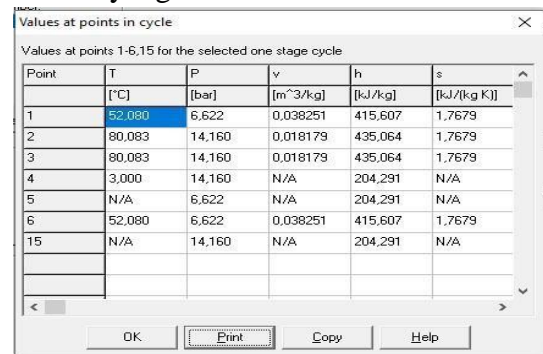 Values at points in cycle
Values at points 1-6,15 for the selected one stage cycle
Point T P v h s
[°C] [bar] [m^3/kg] [kJ/kg] [kJ/(kg K)]
1 52,080 6,622 0,038251 415,607 1,7679
2 80,083 14,160 0,018179 435,064 1,7679
3 80,083 14,160 0,018179 435,064 1,7679
4 3,000 14,160 N/A 204,291 N/A
5 N/A 6,622 N/A 204,291 N/A
6 52,080 6,622 0,038251 415,607 1,7679
15 N/A 14,160 N/A 204,291 N/A
OK Print Copy Help